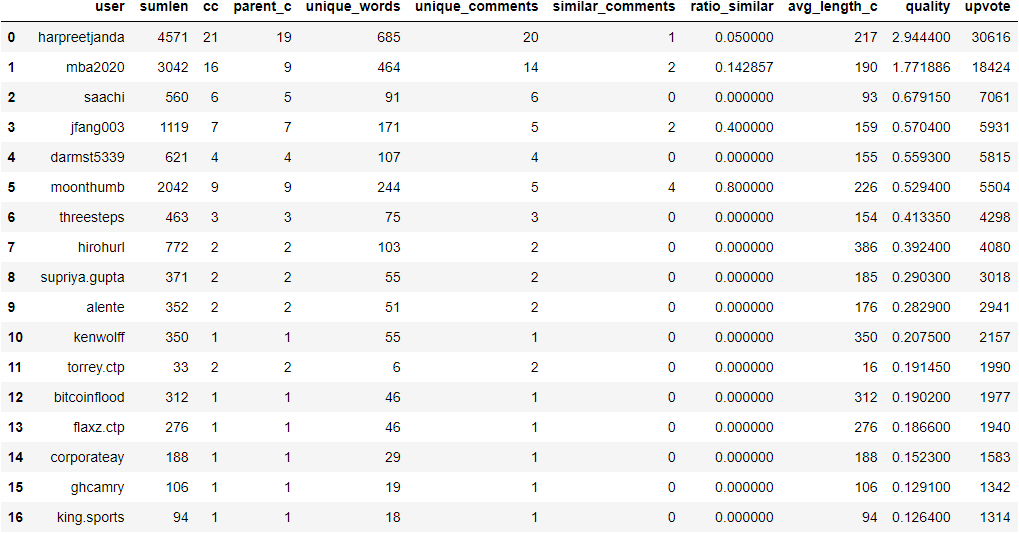 user sumlen cc parent_c unique_words unique_comments similar_comments ratio_similar avg_length_c quality upvote
0 harpreetjanda 4571 21 19 685 20 1 0.050000 217 2.944400 30616
1 mba2020 3042 16 9 464 14 2 0.142857 190 1.771886 18424
2 saachi 560 6 5 91 6 0 0.000000 93 0.679150 7061
3 jfang003 1119 7 7 171 5 2 0.400000 159 0.570400 5931
4 darmst5339 621 4 4 107 4 0 0.000000 155 0.559300 5815
5 moonthumb 2042 9 9 244 5 4 0.800000 226 0.529400 5504
6 threesteps 463 3 3 75 3 0 0.000000 154 0.413350 4298
7 hirohurl 772 2 2 103 2 0 0.000000 386 0.392400 4080
8 supriya.gupta 371 2 2 55 2 0 0.000000 185 0.290300 3018
9 alente 352 2 2 51 2 0 0.000000 176 0.282900 2941
10 kenwolff 350 1 1 55 1 0 0.000000 350 0.207500 2157
11 torrey.ctp 33 2 2 6 2 0 0.000000 16 0.191450 1990
12 bitcoinflood 312 1 1 46 1 0 0.000000 312 0.190200 1977
13 flaxz.ctp 276 1 1 46 1 0 0.000000 276 0.186600 1940
14 corporateay 188 1 1 29 1 0 0.000000 188 0.152300 1583
15 ghcamry 106 1 1 19 1 0 0.000000 106 0.129100 1342
16 king.sports 94 1 1 18 1 0 0.000000 94 0.126400 1314